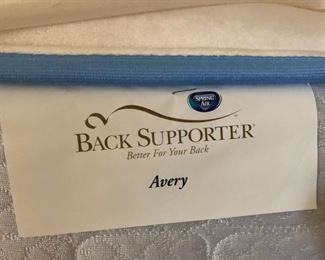 SPRING
AIR
BACK SUPPORTER®
Better For Your Back
Avery